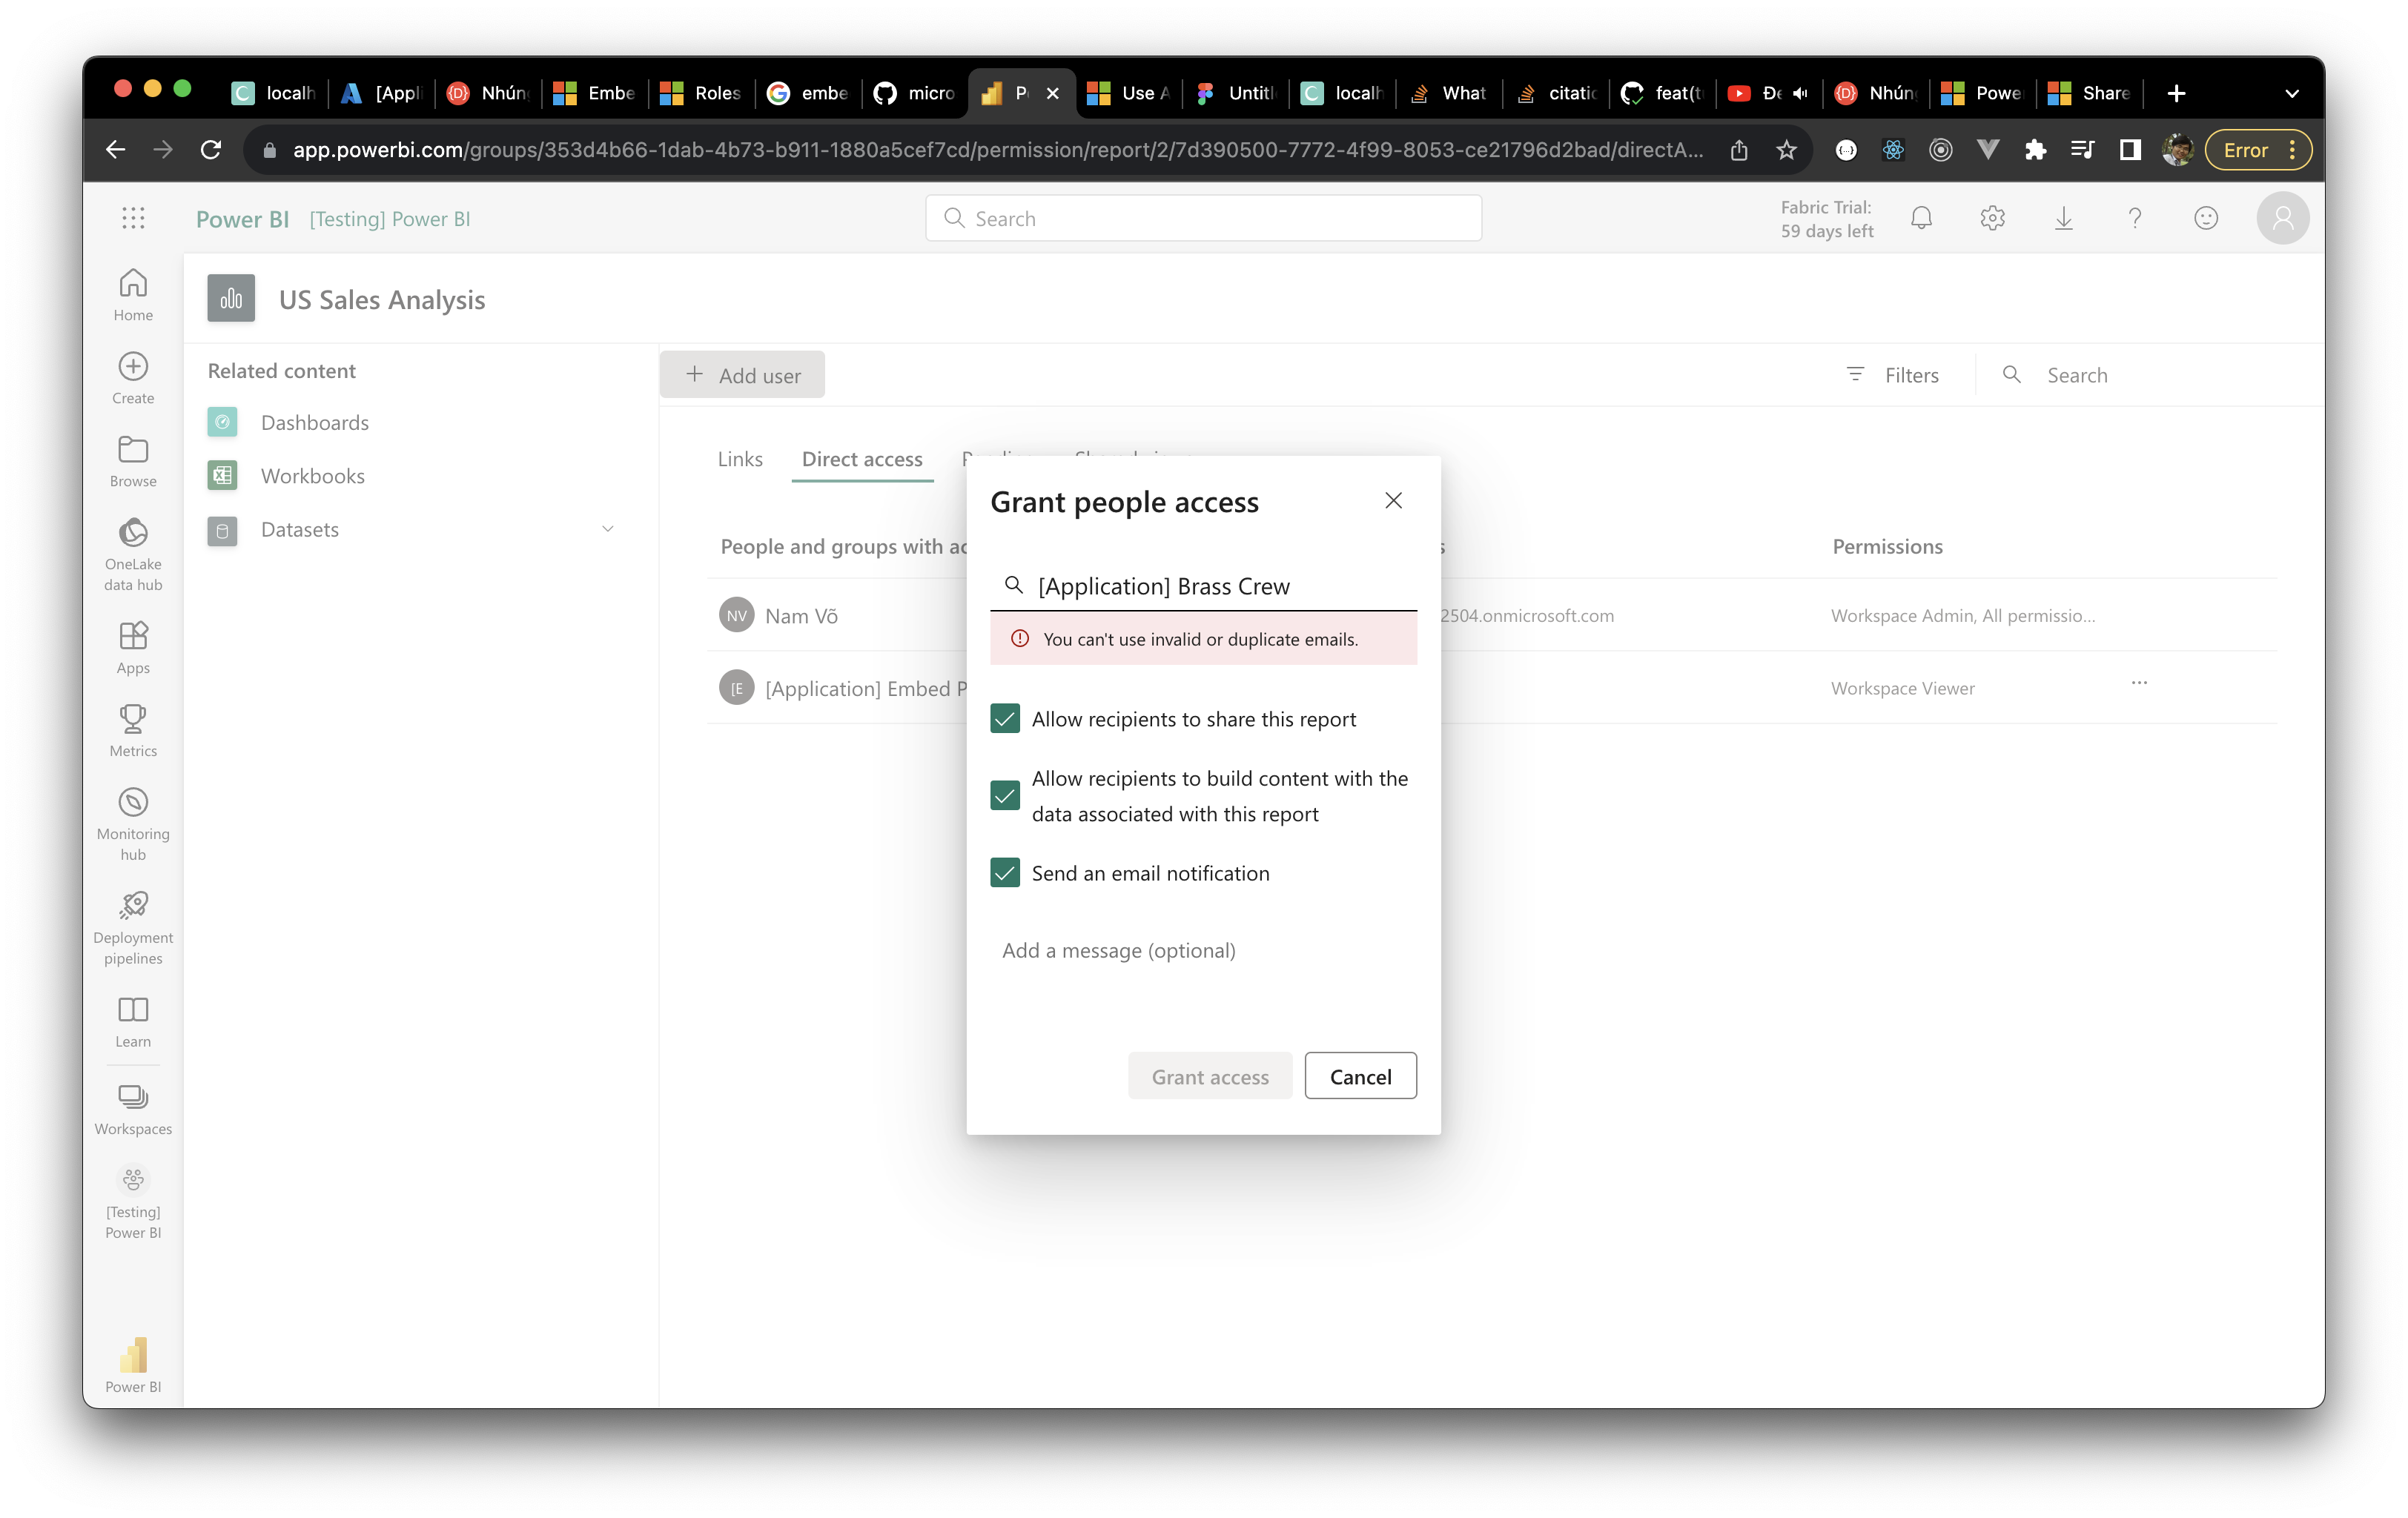 localh
[Appli
Nhún
Embe
Roles
embe
micro
P
Use A
Untitl
localh
What
citatio
feat(t
Để
Nhún
Powe
Share
app.powerbi.com/groups/353d4b66-1dab-4b73-b911-1880a5cef7cd/permission/report/2/7d390500-7772-4f99-8053-ce21796d2bad/directA...
Error
Power BI
[Testing] Power BI
Search
Fabric Trial:
59 days left
Home
Create
Browse
OneLake
data hub
Apps
Metrics
Monitoring
hub
Deployment
pipelines
Learn
Workspaces
[Testing]
Power BI
Power BI
US Sales Analysis
Related content
Dashboards
Workbooks
Datasets
Add user
Filters
Search
Links
Direct access
People and groups with ac
s
Permissions
NV
Nam Võ
2504.onmicrosoft.com
Workspace Admin, All permissio...
[E
[Application] Embed P
Workspace Viewer
...
Grant people access
[Application] Brass Crew
You can't use invalid or duplicate emails.
Allow recipients to share this report
Allow recipients to build content with the
data associated with this report
Send an email notification
Add a message (optional)
Grant access
Cancel